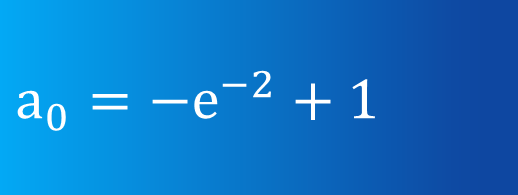 a₀ = −e⁻² + 1